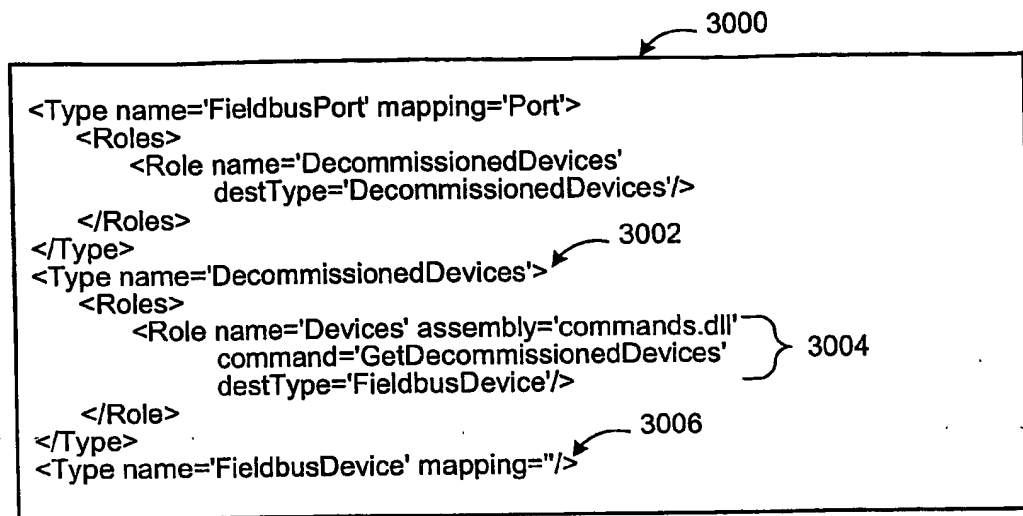 3000
<Type name='FieldbusPort' mapping='Port'>
<Roles>
<Role name='DecommissionedDevices'
destType='DecommissionedDevices'/>
</Roles>
</Type>
3002
<Type name='DecommissionedDevices'>
<Roles>
<Role name='Devices' assembly='commands.dll'
command='GetDecommissionedDevices'
3004
destType='FieldbusDevice'/>
</Role>
3006
</Type>
<Type name='FieldbusDevice' mapping=''/>